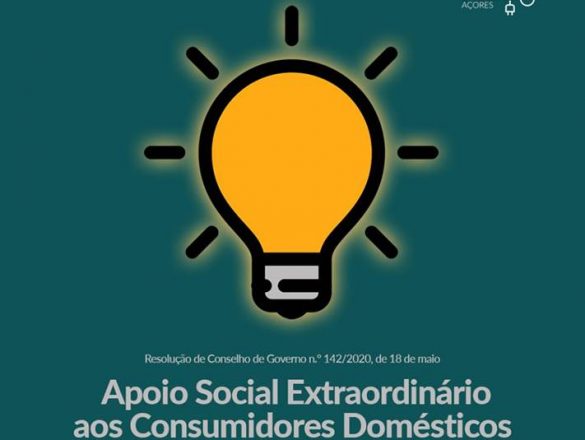 AÇORES
Resolução de Conselho de Governo n.º 142/2020, de 18 de maio
Apoio Social Extraordinário
aos Consumidores Domésticos